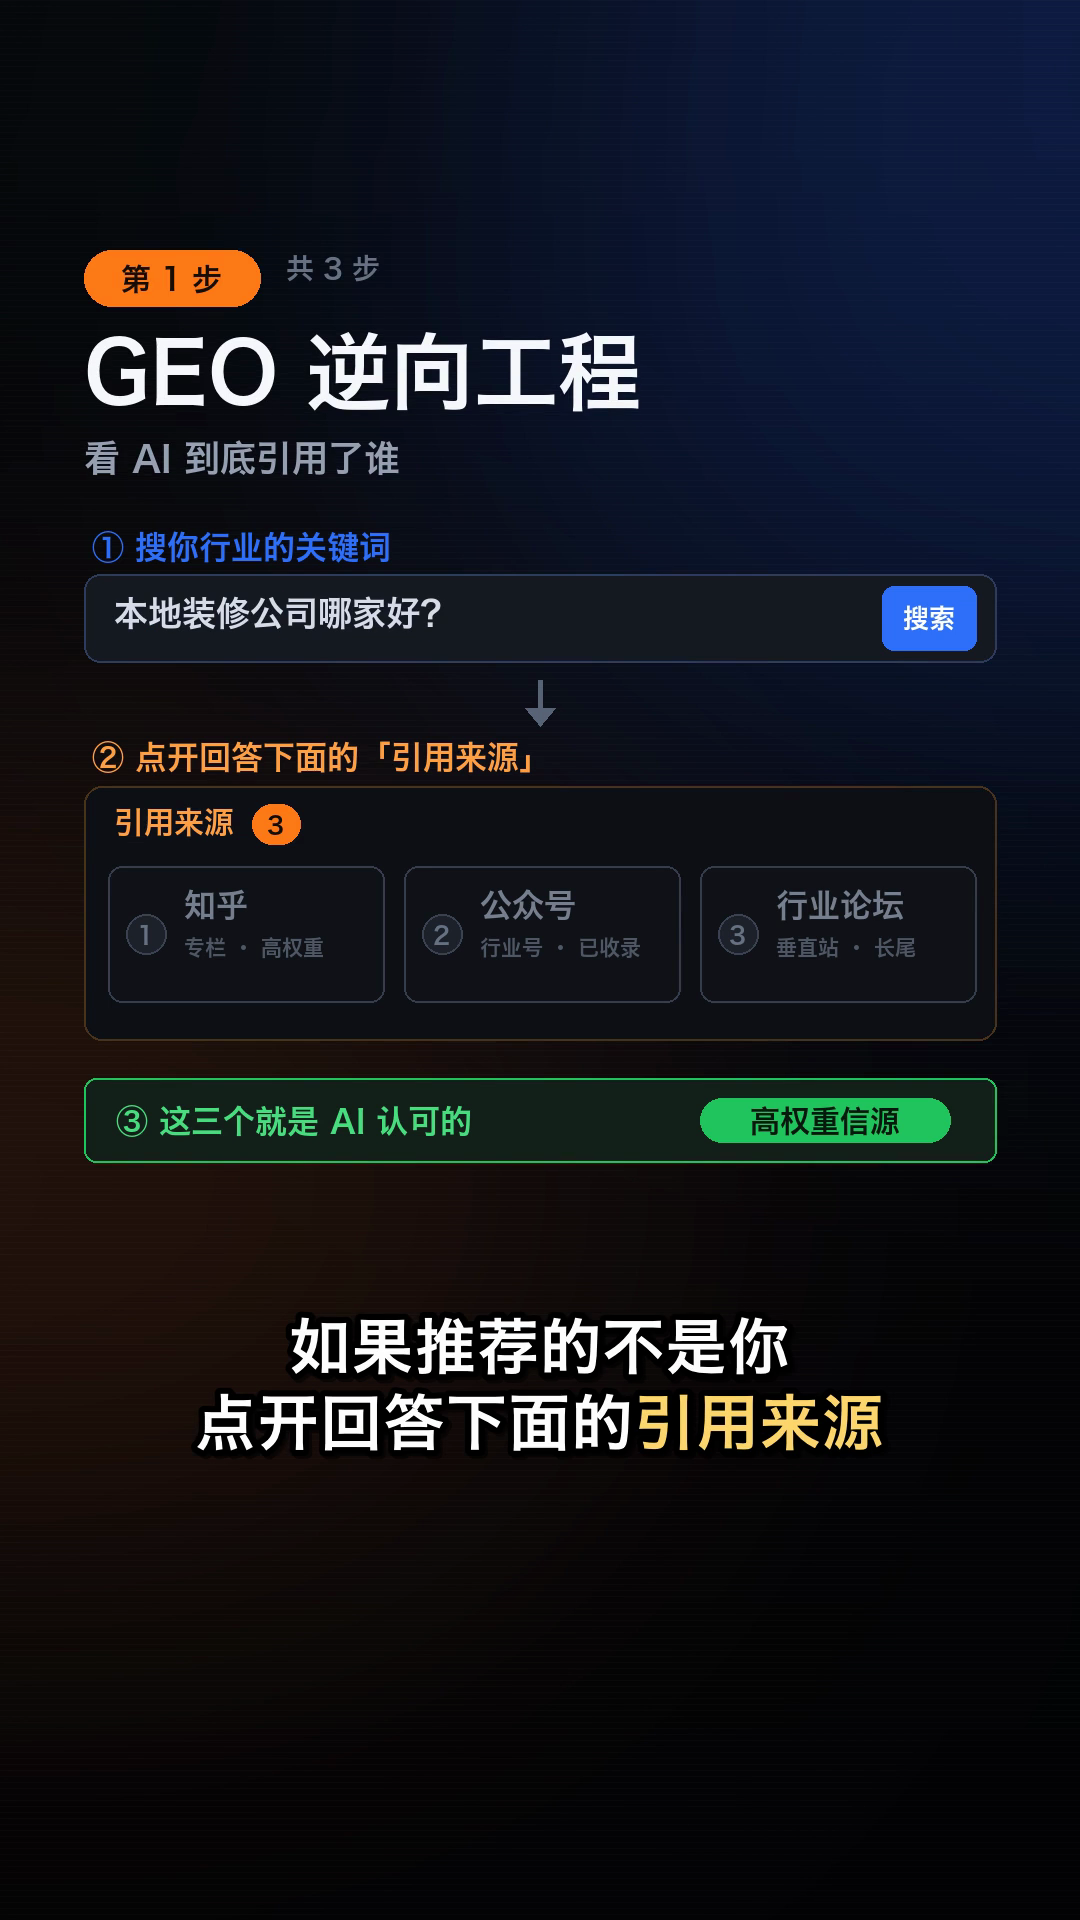 第 1 步
共 3 步
GEO 逆向工程
看 AI 到底引用了谁
① 搜你行业的关键词
本地装修公司哪家好?
搜索
② 点开回答下面的「引用来源」
引用来源 3
1 知乎
专栏 · 高权重
2 公众号
行业号 · 已收录
3 行业论坛
垂直站 · 长尾
③ 这三个就是 AI 认可的
高权重信源
如果推荐的不是你
点开回答下面的引用来源